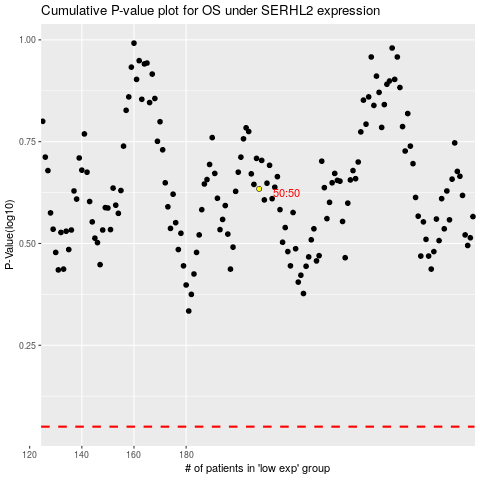 Cumulative P-value plot for OS under SERHL2 expression
1.00
0.75
0.50
0.25
P-Value(log10)
50:50
120 140 160 180
# of patients in 'low exp' group